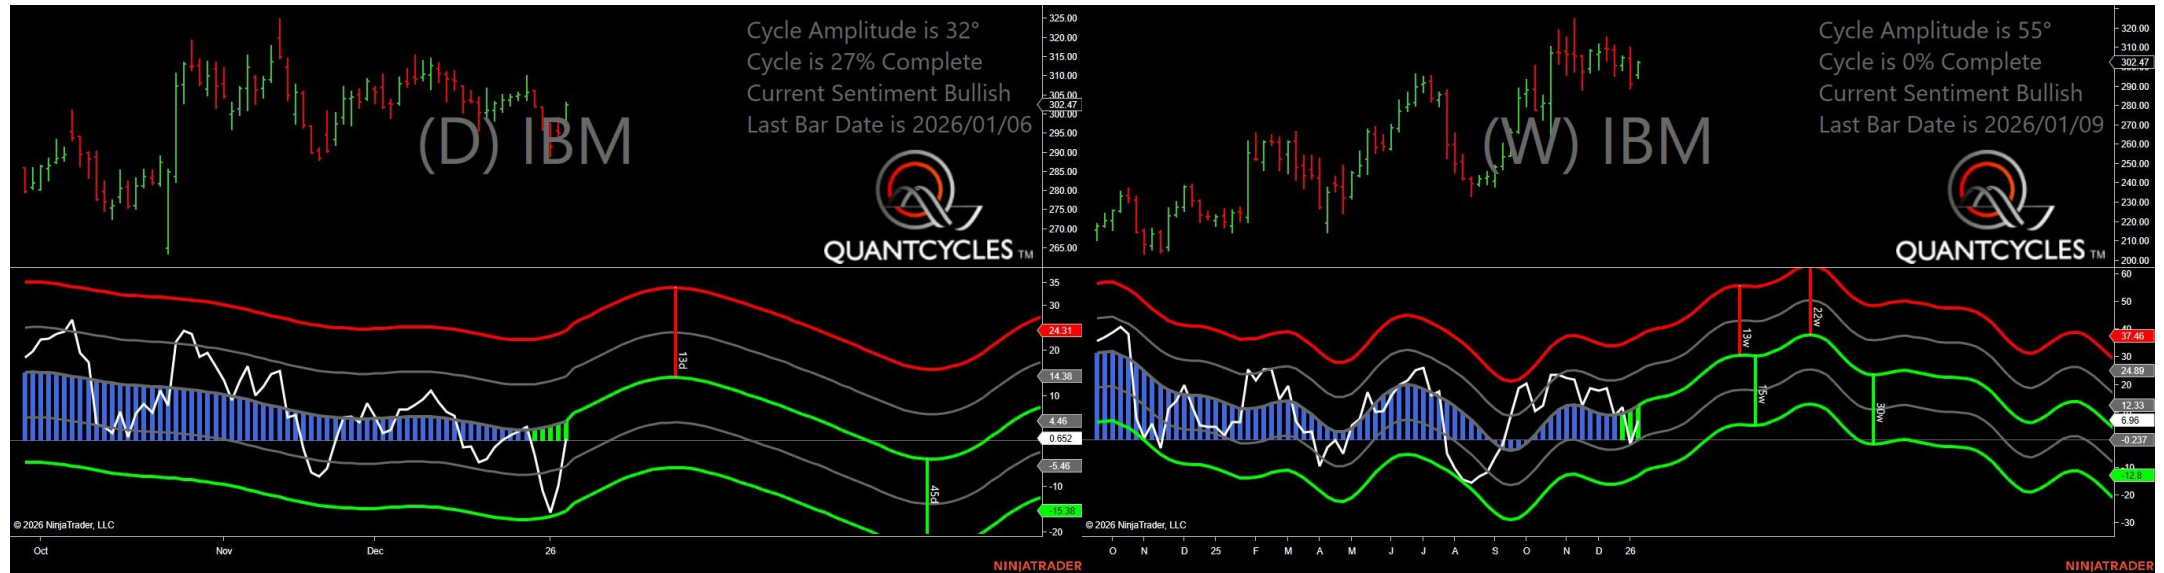 Cycle Amplitude is 32°
Cycle is 27% Complete
Current Sentiment Bullish
Last Bar Date is 2026/01/06
(D) IBM
QUANTCYCLES TM
325.00
320.00
315.00
310.00
305.00
302.47
300.00
295.00
290.00
285.00
280.00
275.00
270.00
265.00
35
30
24.31
20
14.38
10
4.46
0.652
-5.46
-10
-15.38
-20
13d
45d
© 2026 NinjaTrader, LLC
Oct
Nov
Dec
26
NINJATRADER
Cycle Amplitude is 55°
Cycle is 0% Complete
Current Sentiment Bullish
Last Bar Date is 2026/01/09
(W) IBM
QUANTCYCLES TM
320.00
310.00
302.47
290.00
280.00
270.00
260.00
250.00
240.00
230.00
220.00
210.00
200.00
60
50
37.46
30
24.89
20
12.33
6.96
-0.237
-12.8
-20
-30
13w
22w
15w
30w
© 2026 NinjaTrader, LLC
O
N
D
25
F
M
A
M
J
J
A
S
O
N
D
26
NINJATRADER